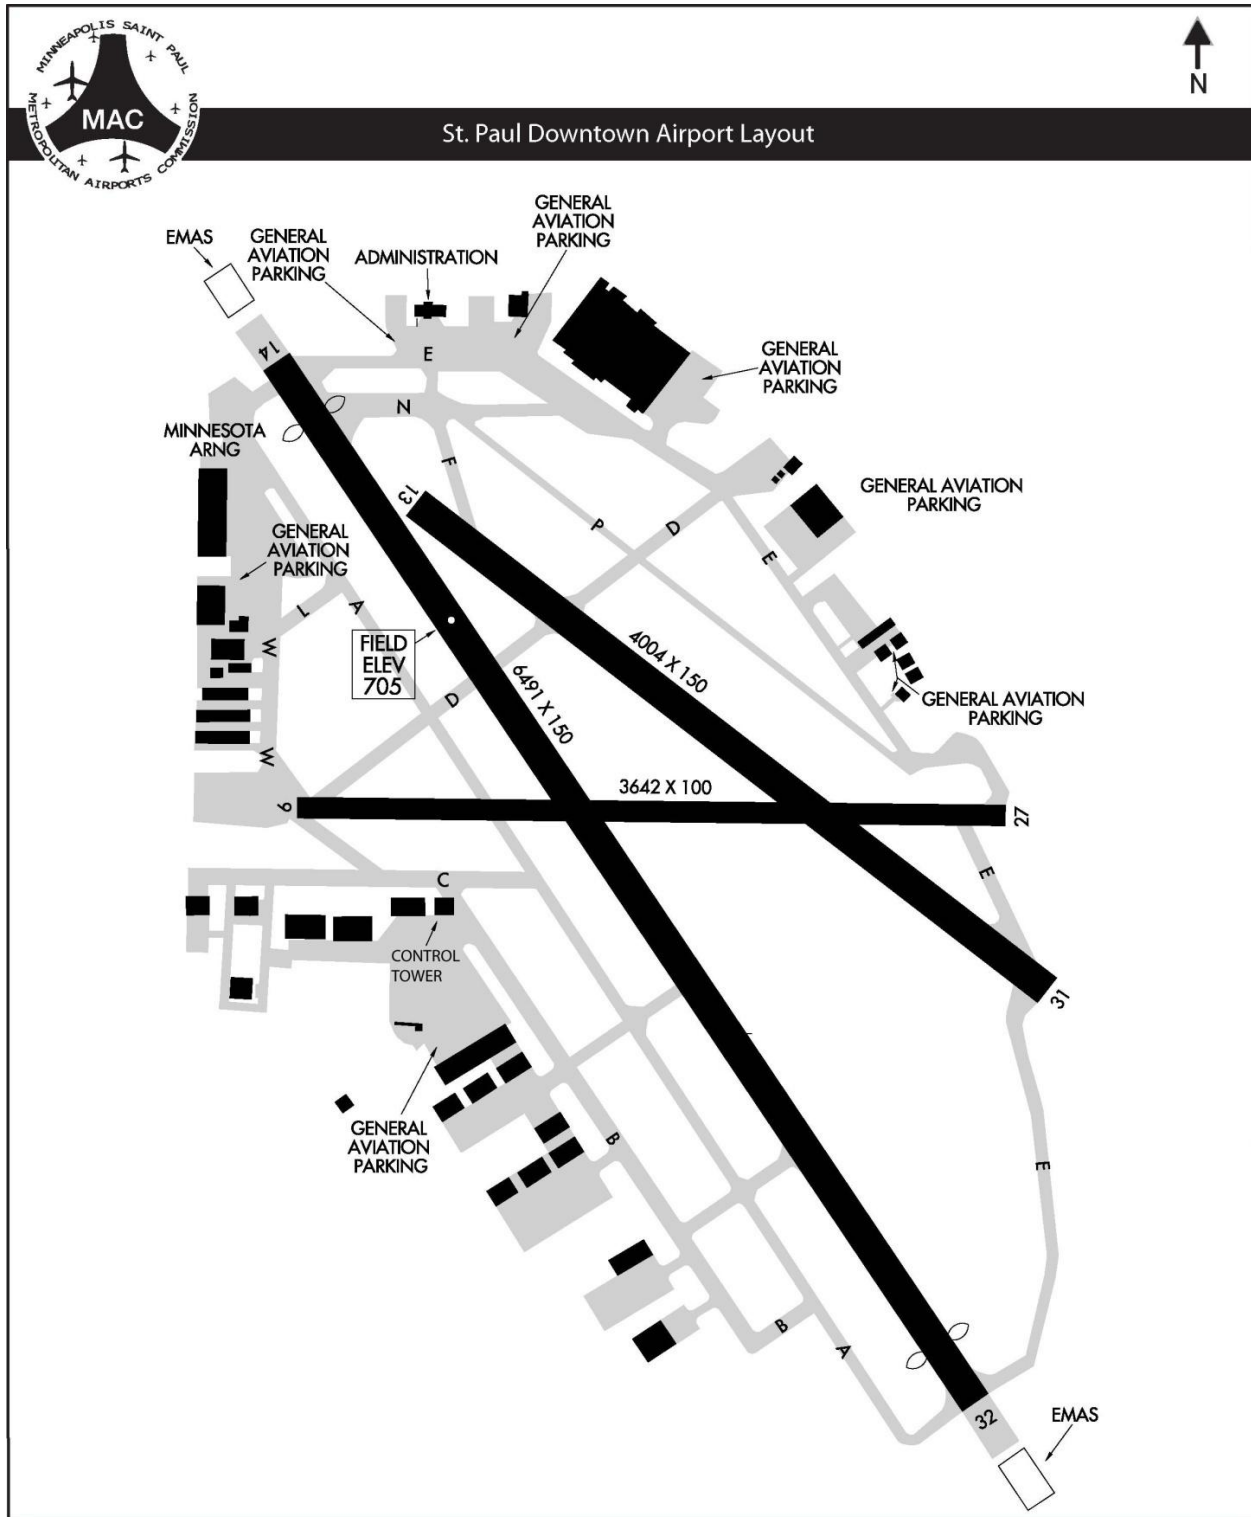 MINNEAPOLIS SAINT PAUL
METROPOLITAN AIRPORTS COMMISSION
MAC
N
St. Paul Downtown Airport Layout
EMAS
GENERAL
AVIATION
PARKING
ADMINISTRATION
GENERAL
AVIATION
PARKING
14
E
GENERAL
AVIATION
PARKING
N
MINNESOTA
ARNG
F
13
GENERAL AVIATION
PARKING
P
D
E
GENERAL
AVIATION
PARKING
L
A
W
FIELD
ELEV
705
4004 X 150
6491 X 150
D
GENERAL AVIATION
PARKING
W
3642 X 100
9
27
C
E
CONTROL
TOWER
31
GENERAL
AVIATION
PARKING
B
E
B
A
32
EMAS